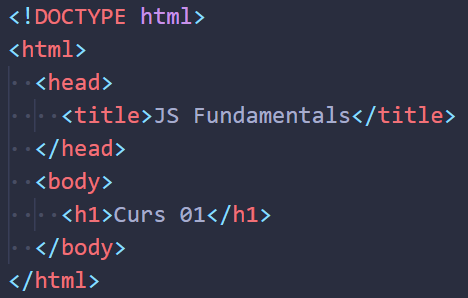 <!DOCTYPE html>
<html>
<head>
<title>JS Fundamentals</title>
</head>
<body>
<h1>Curs 01</h1>
</body>
</html>